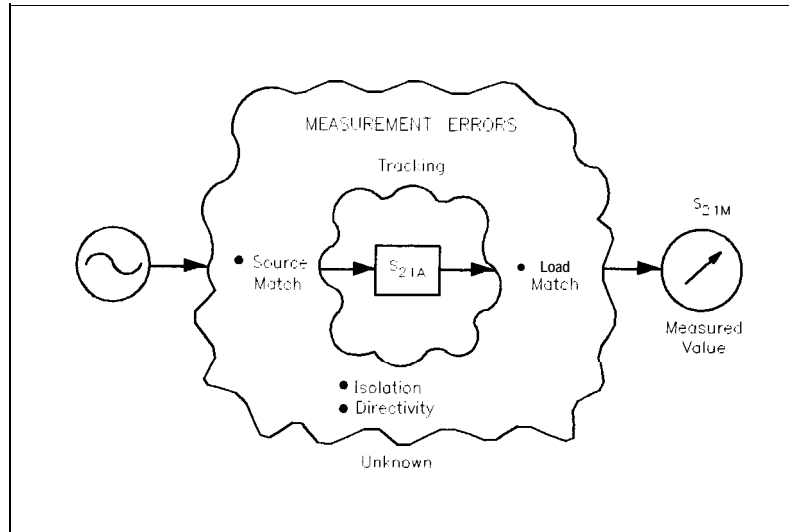 MEASUREMENT ERRORS
Tracking
S21M
Source
Match
S21A
Load
Match
Measured
Value
Isolation
Directivity
Unknown